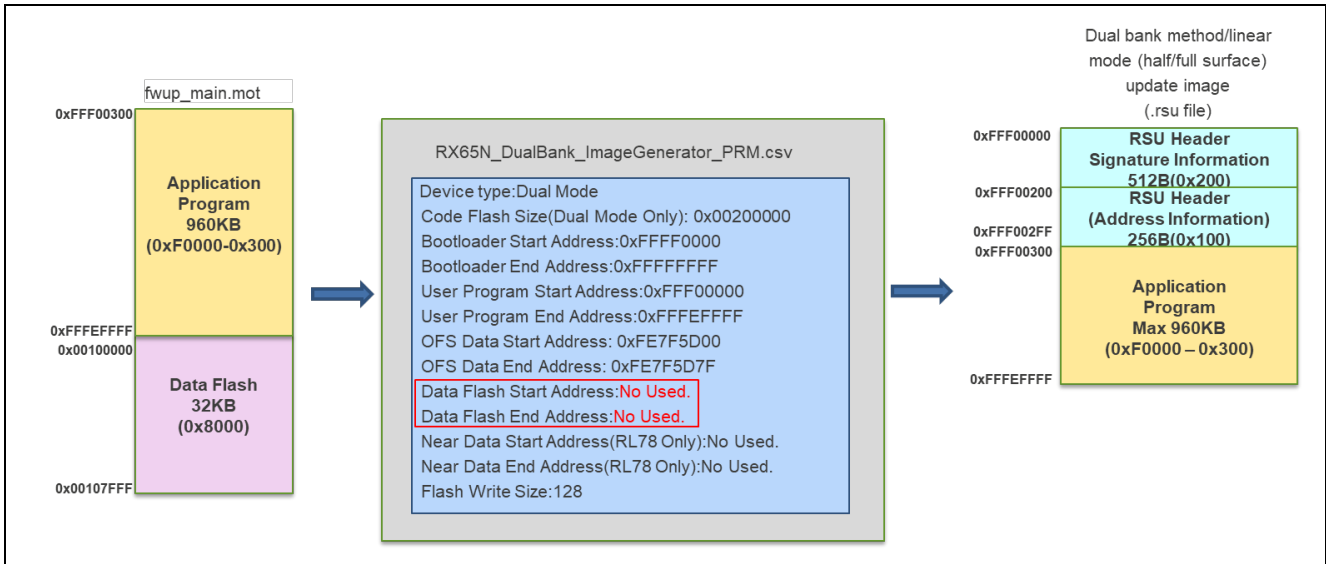 fwup_main.mot
0xFFF00300
Application
Program
960KB
(0xF0000-0x300)
0xFFFEFFFF
0x00100000
Data Flash
32KB
(0x8000)
0x00107FFF
RX65N_DualBank_ImageGenerator_PRM.csv
Device type:Dual Mode
Code Flash Size(Dual Mode Only): 0x00200000
Bootloader Start Address:0xFFFF0000
Bootloader End Address:0xFFFFFFFF
User Program Start Address:0xFFF00000
User Program End Address:0xFFFEFFFF
OFS Data Start Address: 0xFE7F5D00
OFS Data End Address: 0xFE7F5D7F
Data Flash Start Address:No Used.
Data Flash End Address:No Used.
Near Data Start Address(RL78 Only):No Used.
Near Data End Address(RL78 Only):No Used.
Flash Write Size:128
Dual bank method/linear
mode (half/full surface)
update image
(.rsu file)
0xFFF00000
RSU Header
Signature Information
512B(0x200)
0xFFF00200
RSU Header
(Address Information)
256B(0x100)
0xFFF002FF
0xFFF00300
Application
Program
Max 960KB
(0xF0000 – 0x300)
0xFFFEFFFF